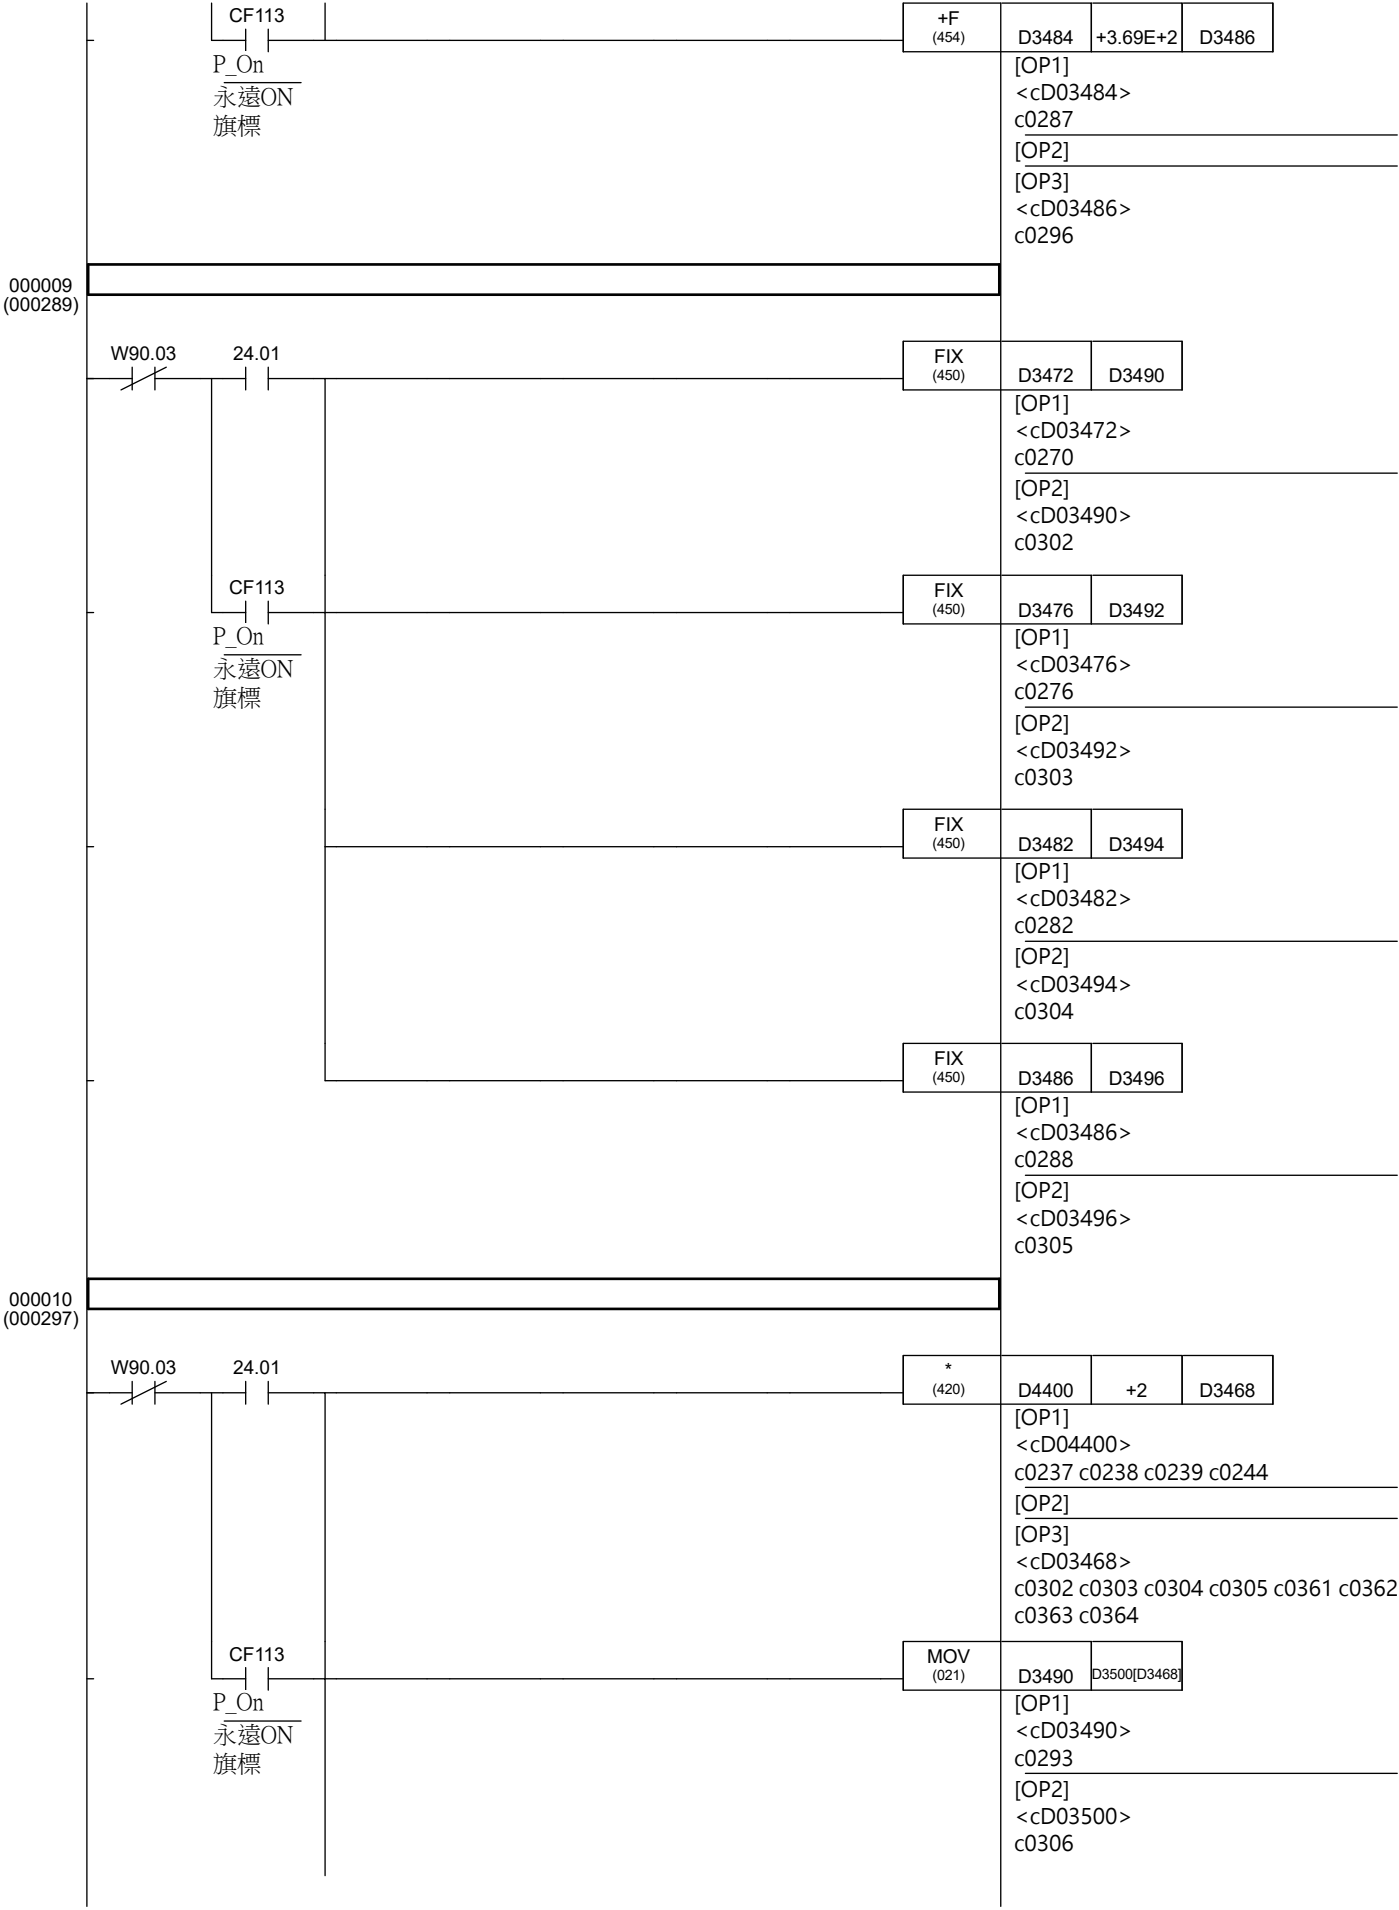 CF113
P_On
永遠ON
旗標
+F
(454)
D3484 +3.69E+2 D3486
[OP1]
<cD03484>
c0287
[OP2]
[OP3]
<cD03486>
c0296
000009
(000289)
W90.03 24.01
FIX
(450)
D3472 D3490
[OP1]
<cD03472>
c0270
[OP2]
<cD03490>
c0302
CF113
P_On
永遠ON
旗標
FIX
(450)
D3476 D3492
[OP1]
<cD03476>
c0276
[OP2]
<cD03492>
c0303
FIX
(450)
D3482 D3494
[OP1]
<cD03482>
c0282
[OP2]
<cD03494>
c0304
FIX
(450)
D3486 D3496
[OP1]
<cD03486>
c0288
[OP2]
<cD03496>
c0305
000010
(000297)
W90.03 24.01
*
(420)
D4400 +2 D3468
[OP1]
<cD04400>
c0237 c0238 c0239 c0244
[OP2]
[OP3]
<cD03468>
c0302 c0303 c0304 c0305 c0361 c0362
c0363 c0364
CF113
P_On
永遠ON
旗標
MOV
(021)
D3490 D3500[D3468]
[OP1]
<cD03490>
c0293
[OP2]
<cD03500>
c0306